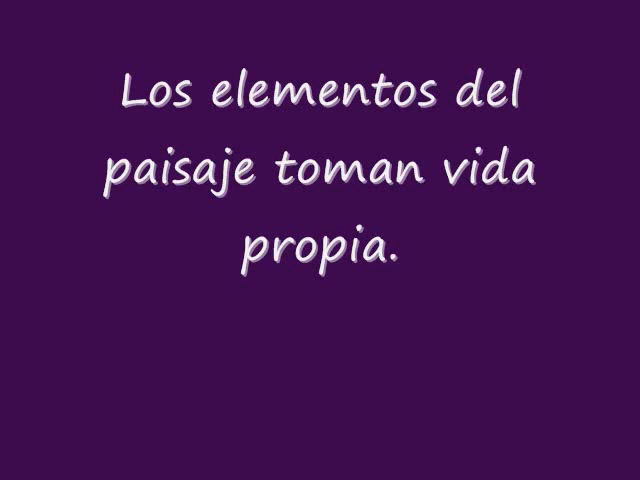 Los elementos del
paisaje toman vida
propia.